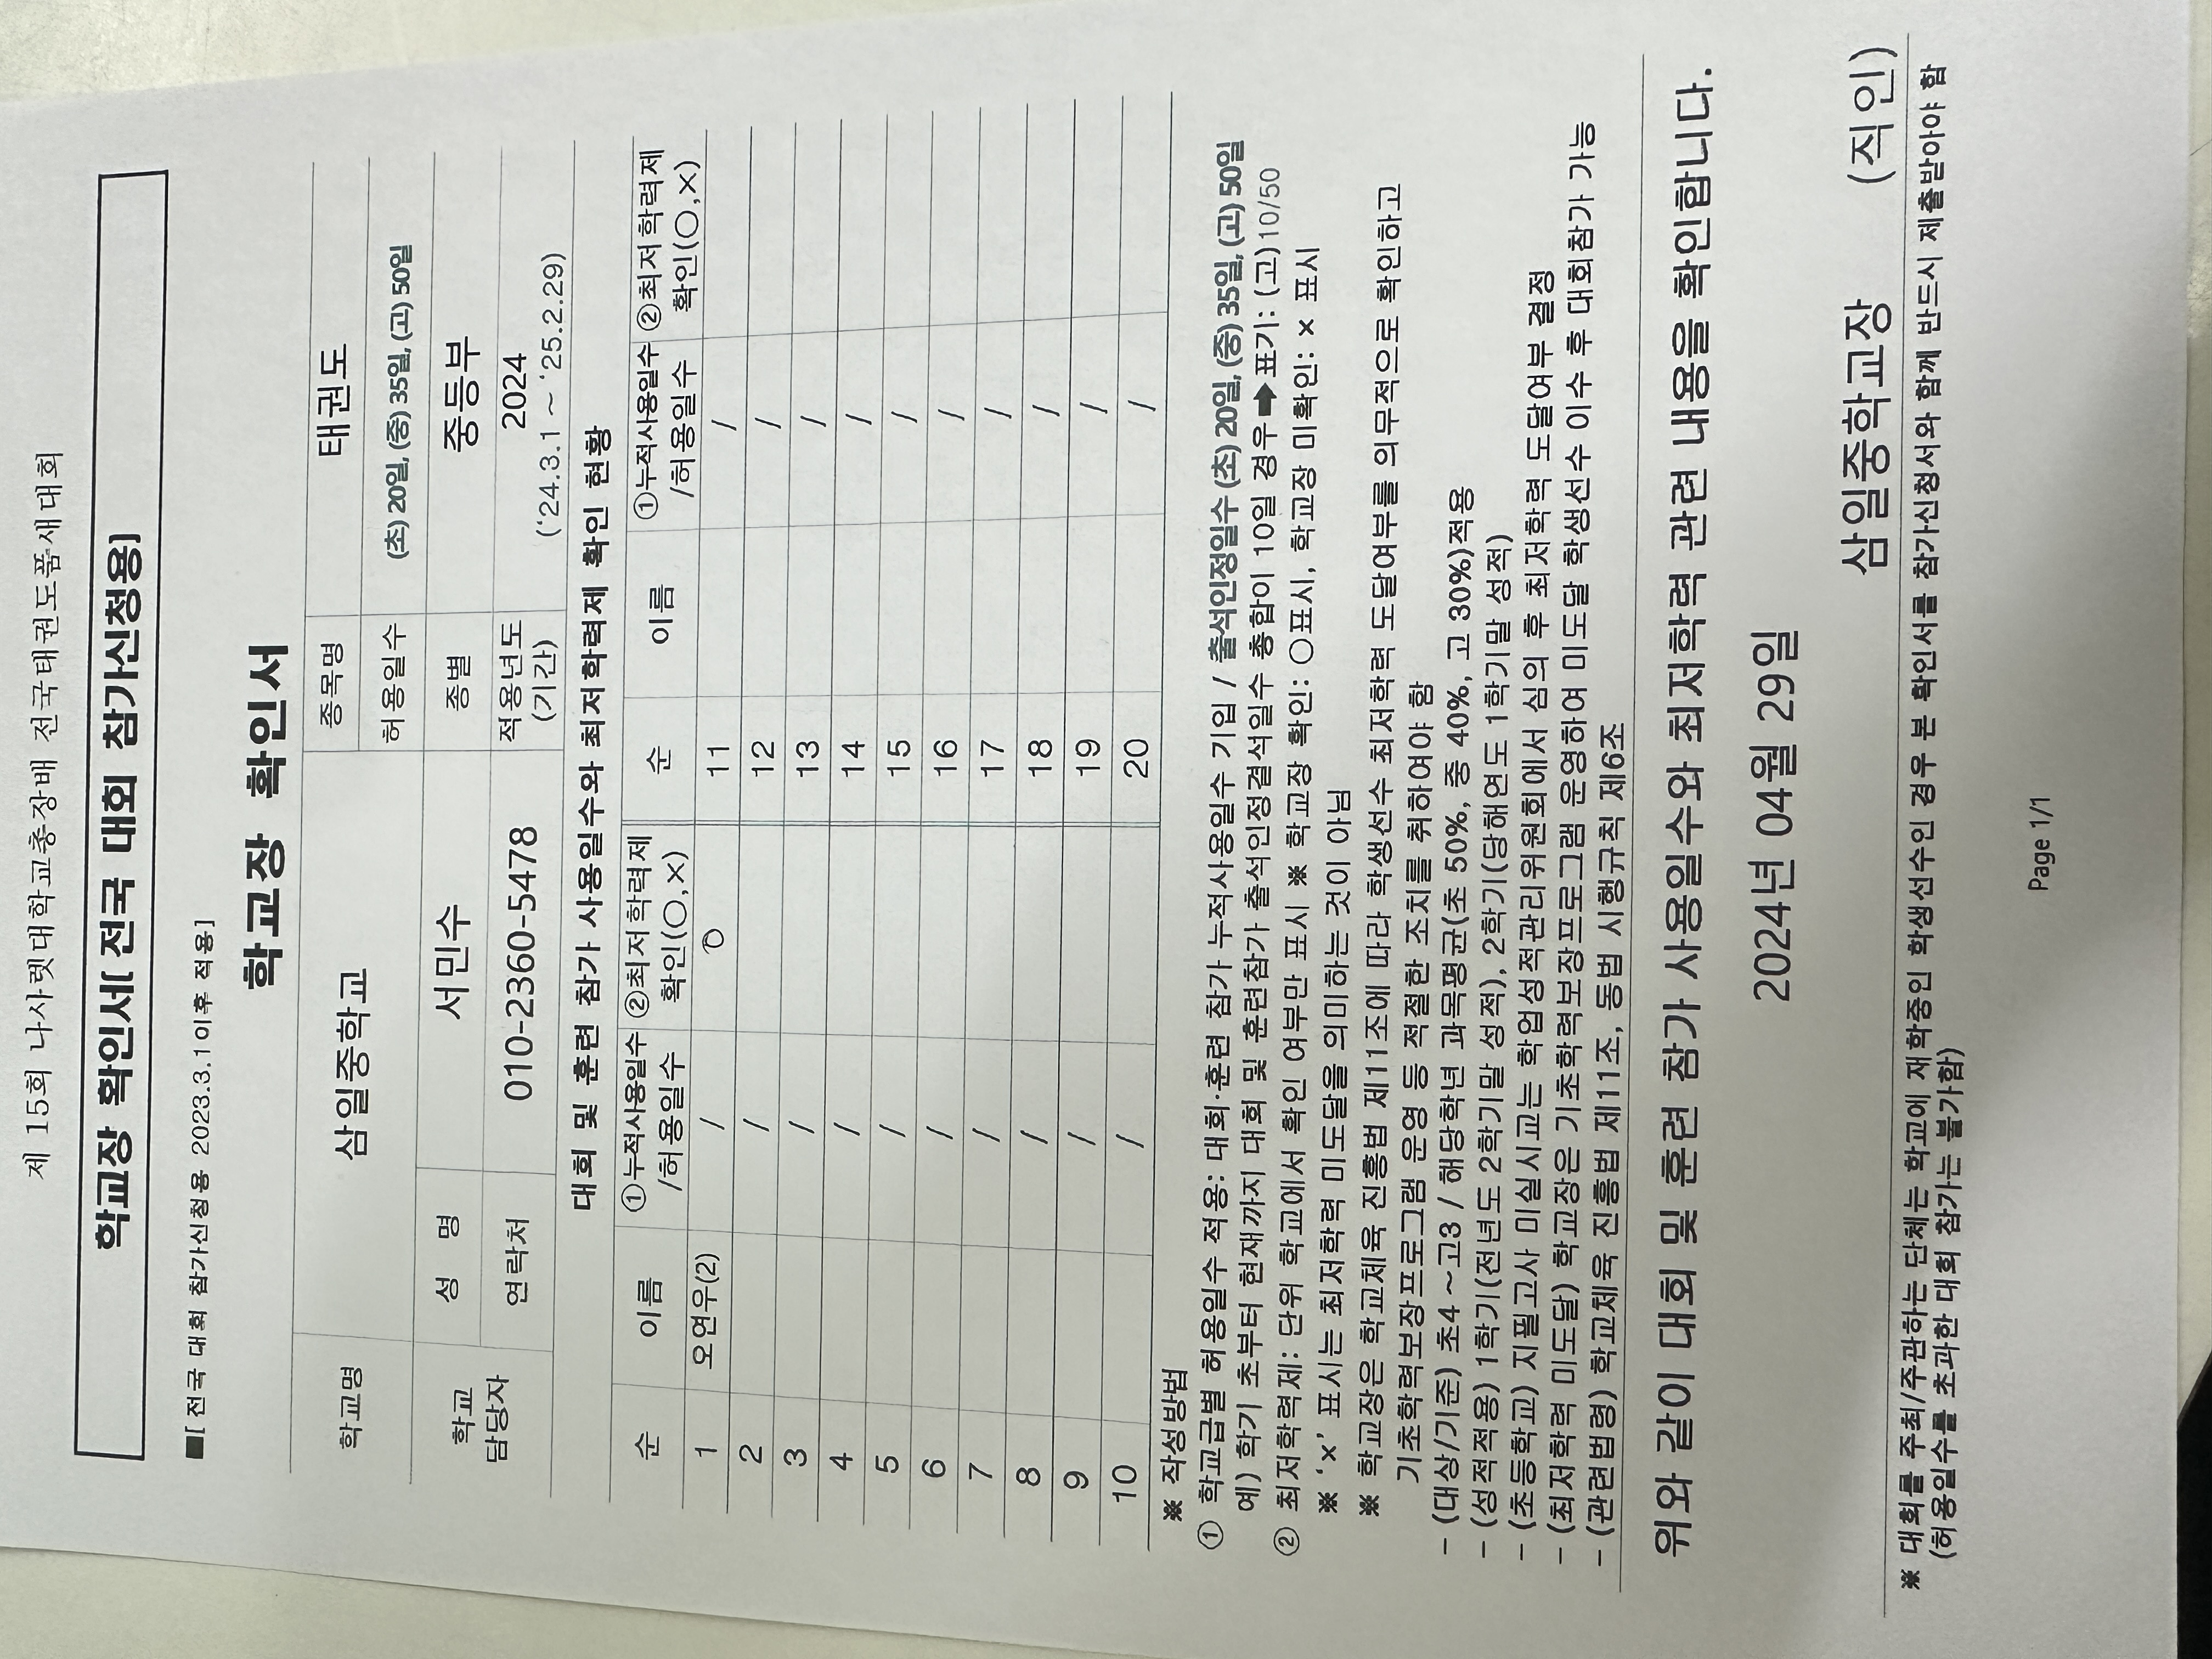 제 15회 나사렛대학교총장배 전국태권도품새대회
학교장 확인서[전국 대회 참가신청용]
■[전국 대회 참가신청용 2023.3.1이후 적용]
학교장 확인서
학교명 삼일중학교 종목명 태권도
허용일수 (초) 20일, (중) 35일, (고) 50일
학교 담당자 성 명 서민수 종별 중등부
연락처 010-2360-5478 적용년도 (기간) 2024
('24.3.1 ~ '25.2.29)
대회 및 훈련 참가 사용일수와 최저학력제 확인 현황
순 이름 ①누적사용일수 /허용일수 ②최저학력제 확인(○,×) 순 이름 ①누적사용일수 /허용일수 ②최저학력제 확인(○,×)
1 오연우(2) / ○ 11 /
2 / 12 /
3 / 13 /
4 / 14 /
5 / 15 /
6 / 16 /
7 / 17 /
8 / 18 /
9 / 19 /
10 / 20 /
※ 작성방법
① 학교급별 허용일수 적용: 대회·훈련 참가 누적사용일수 기입 / 출석인정일수 (초) 20일, (중) 35일, (고) 50일
예) 학기 초부터 현재까지 대회 및 훈련참가 출석인정결석일수 총합이 10일 경우 ➡ 표기: (고)10/50
② 최저학력제: 단위 학교에서 확인 여부만 표시 ※ 학교장 확인: ○표시, 학교장 미확인: × 표시
※ '×' 표시는 최저학력 미도달을 의미하는 것이 아님
※ 학교장은 학교체육 진흥법 제11조에 따라 학생선수 최저학력 도달여부를 의무적으로 확인하고
기초학력보장프로그램 운영 등 적절한 조치를 취하여야 함
- (대상/기준) 초4 ~ 고3 / 해당학년 과목평균(초 50%, 중 40%, 고 30%)적용
- (성적적용) 1학기(전년도 2학기말 성적), 2학기(당해연도 1학기말 성적)
- (초등학교) 지필고사 미실시교는 학업성적관리위원회에서 심의 후 최저학력 도달여부 결정
- (최저학력 미도달) 학교장은 기초학력보장프로그램 운영하여 미도달 학생선수 이수 후 대회참가 가능
- (관련법령) 학교체육 진흥법 제11조, 동법 시행규칙 제6조
위와 같이 대회 및 훈련 참가 사용일수와 최저학력 관련 내용을 확인합니다.
2024년 04월 29일
삼일중학교장 (직인)
※ 대회를 주최/주관하는 단체는 학교에 재학중인 학생선수인 경우 본 확인서를 참가신청서와 함께 반드시 제출받아야 함
(허용일수를 초과한 대회 참가는 불가함)
Page 1/1